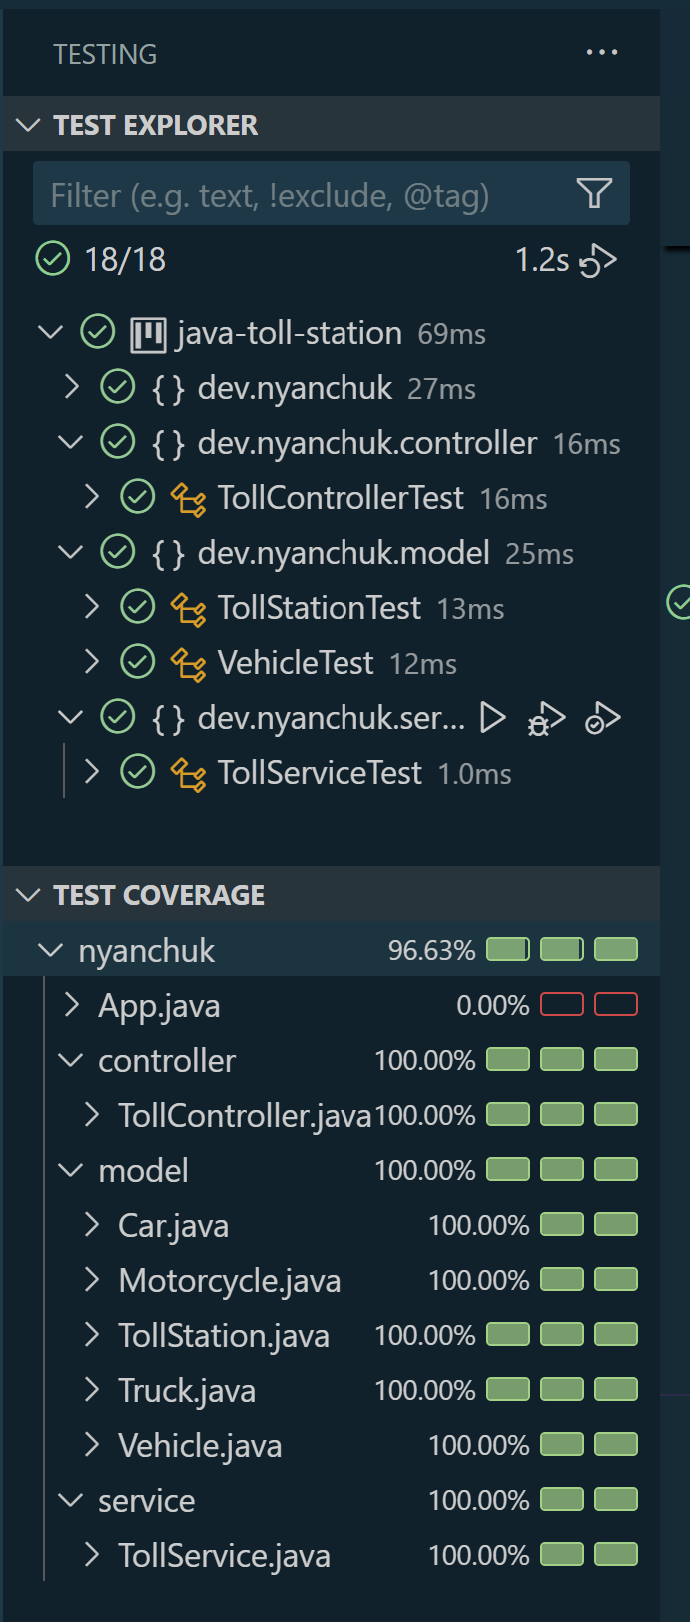 TESTING
TEST EXPLORER
Filter (e.g. text, !exclude, @tag)
18/18 1.2s
java-toll-station 69ms
{ } dev.nyanchuk 27ms
{ } dev.nyanchuk.controller 16ms
TollControllerTest 16ms
{ } dev.nyanchuk.model 25ms
TollStationTest 13ms
VehicleTest 12ms
{ } dev.nyanchuk.ser...
TollServiceTest 1.0ms
TEST COVERAGE
nyanchuk 96.63%
App.java 0.00%
controller 100.00%
TollController.java 100.00%
model 100.00%
Car.java 100.00%
Motorcycle.java 100.00%
TollStation.java 100.00%
Truck.java 100.00%
Vehicle.java 100.00%
service 100.00%
TollService.java 100.00%